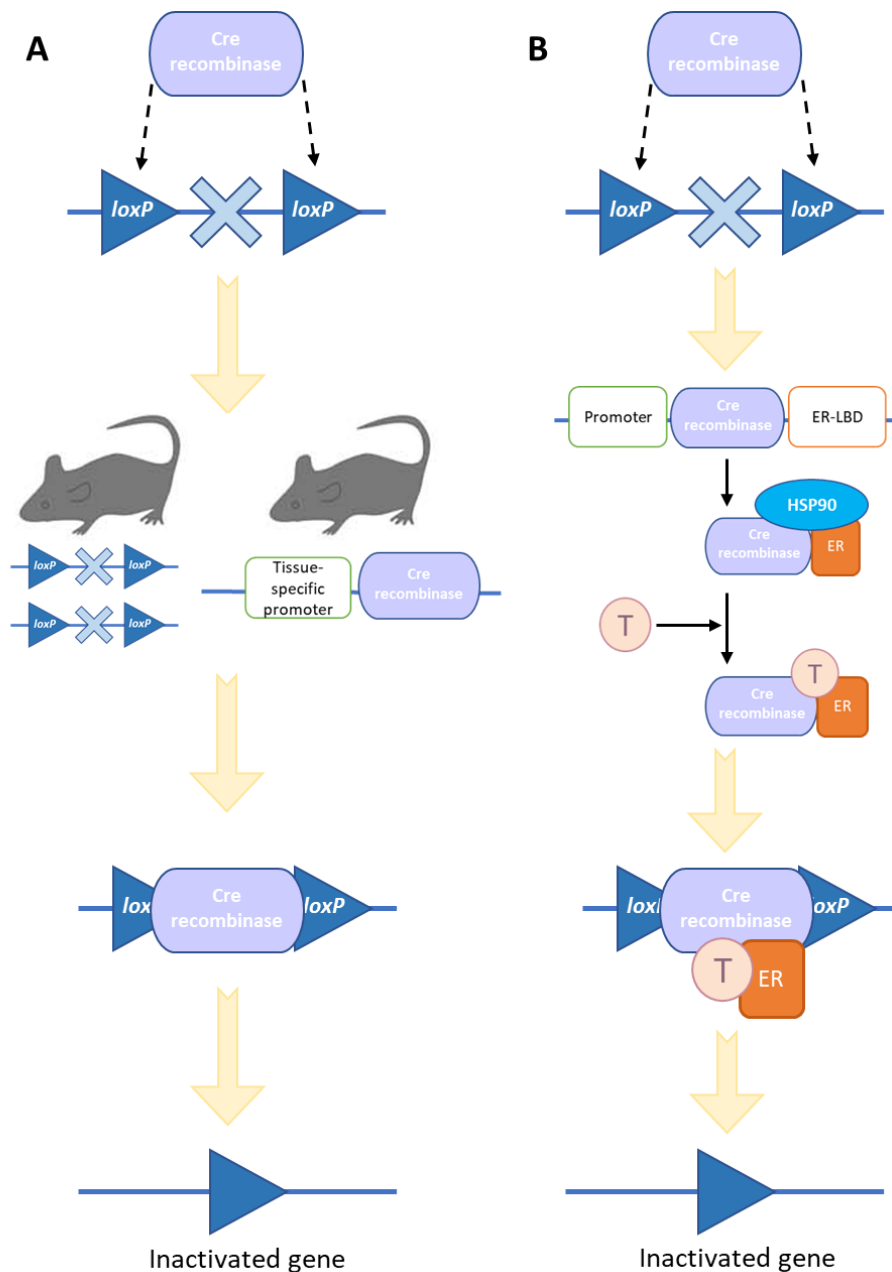 A
Cre
recombinase
loxP
loxP
loxP
loxP
loxP
loxP
Tissue-
specific
promoter
Cre
recombinase
Cre
recombinase
loxP
Inactivated gene
B
Cre
recombinase
loxP
loxP
Promoter
Cre
recombinase
ER-LBD
HSP90
Cre
recombinase
ER
T
T
Cre
recombinase
ER
Cre
recombinase
oxP
T
ER
Inactivated gene